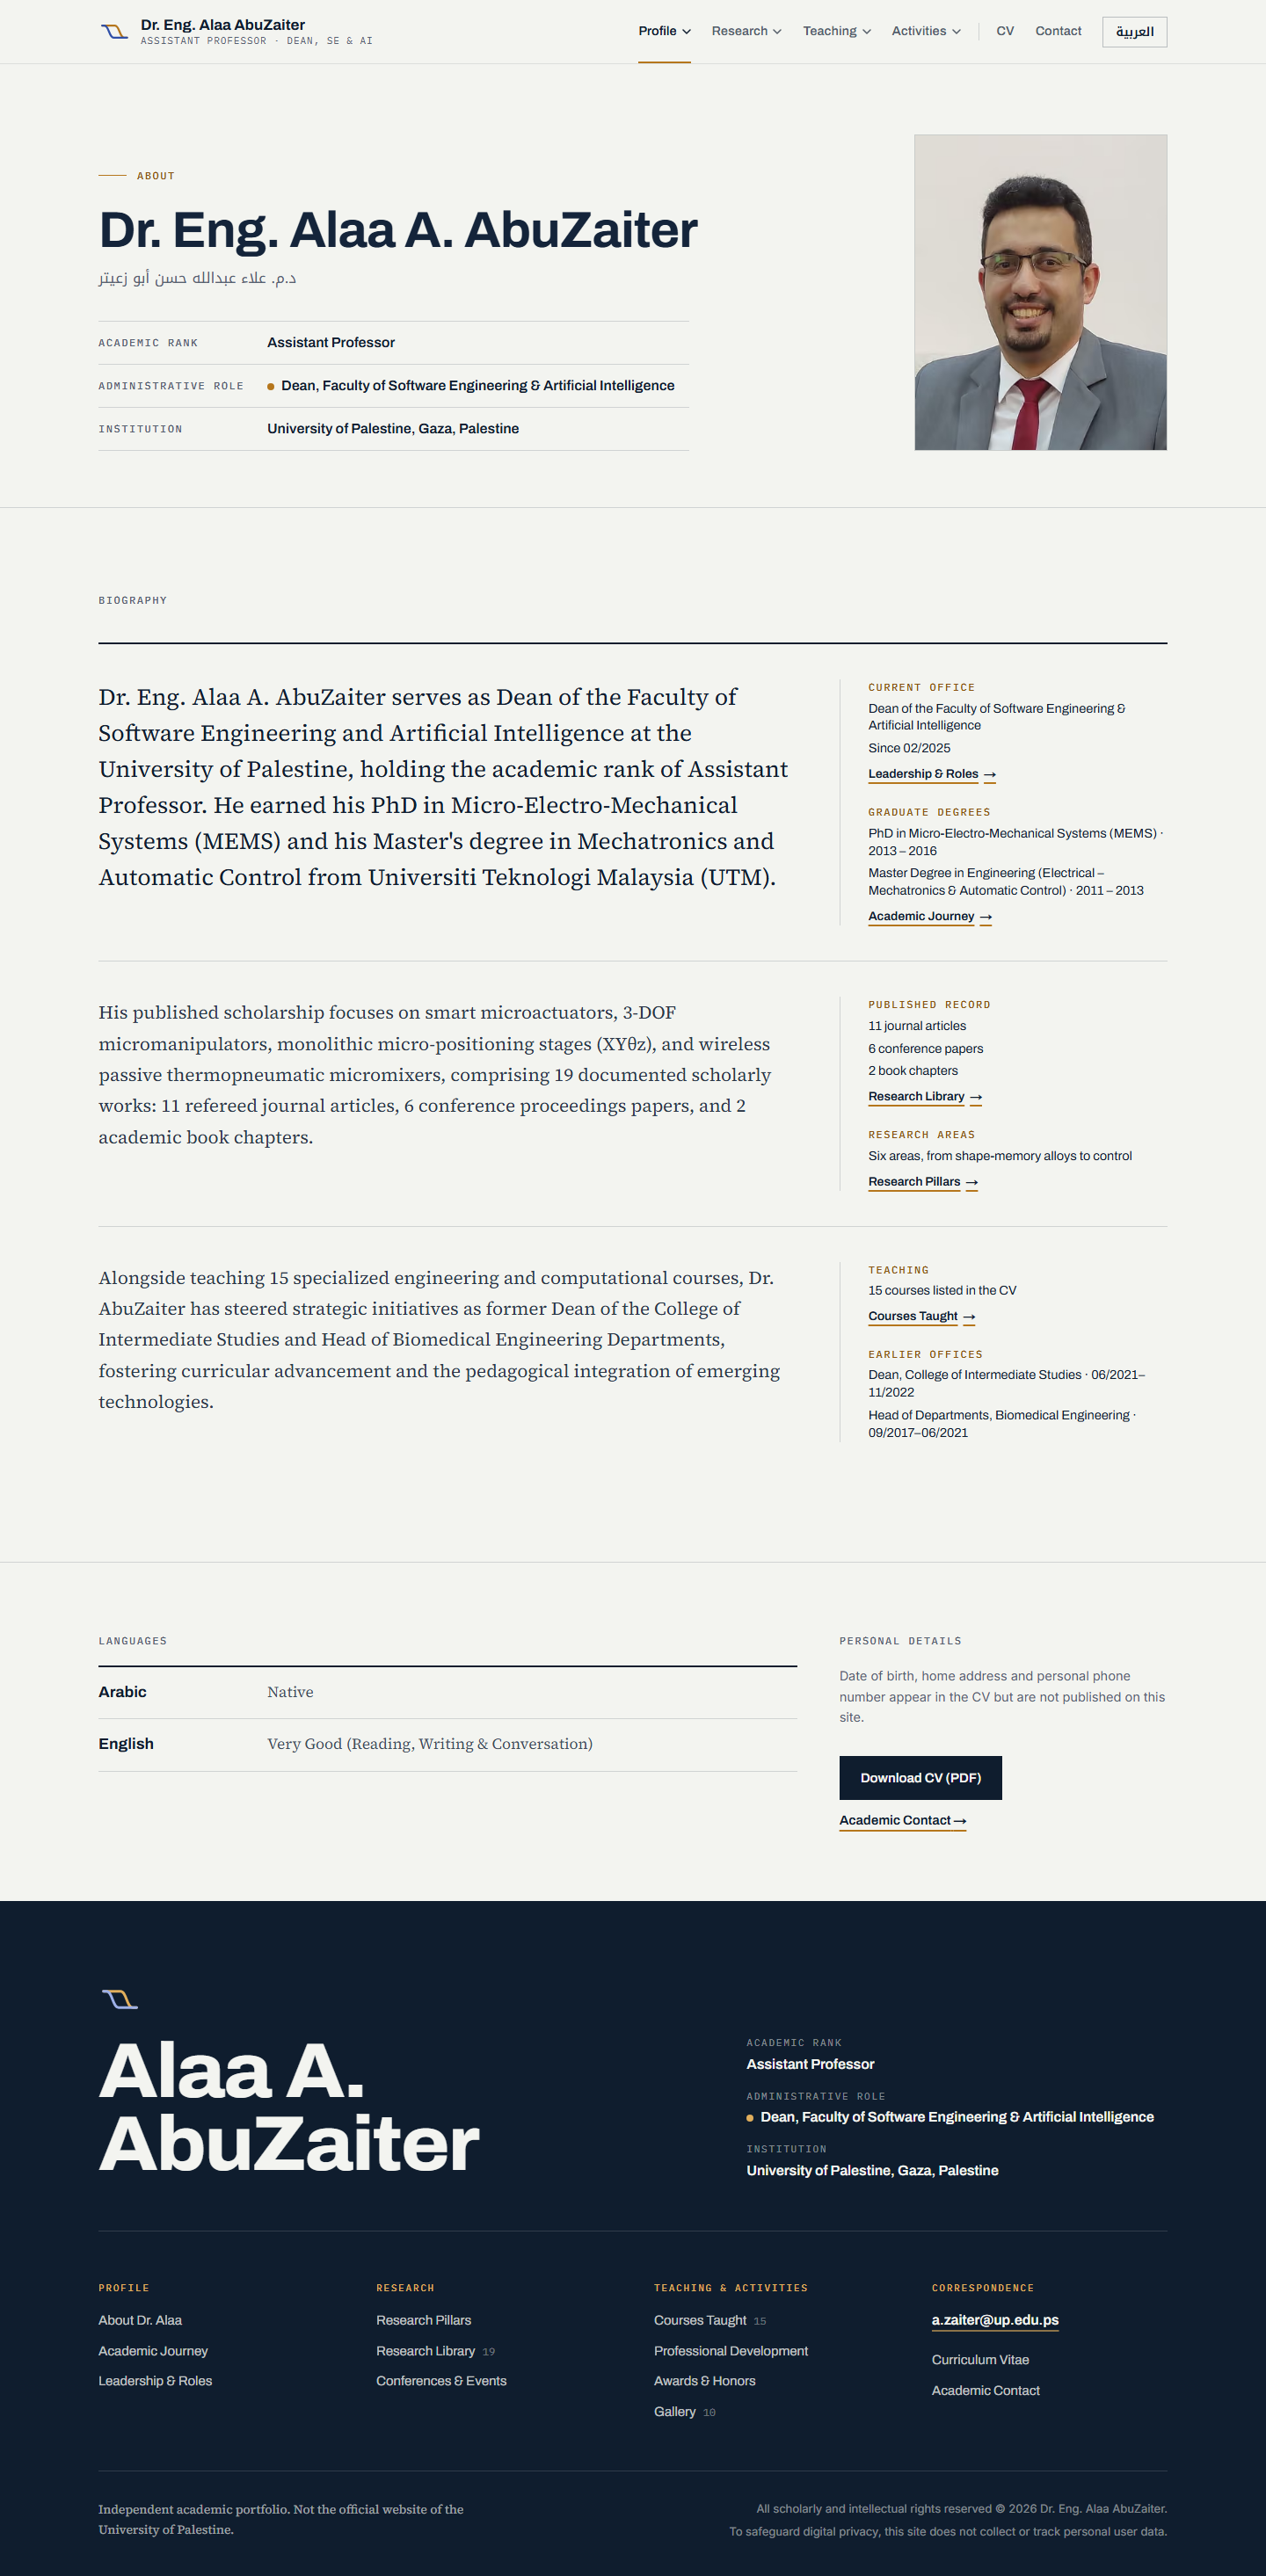 Dr. Eng. Alaa AbuZaiter
ASSISTANT PROFESSOR · DEAN, SE & AI
Profile
Research
Teaching
Activities
CV
Contact
العربية
ABOUT
Dr. Eng. Alaa A. AbuZaiter
د.م. علاء عبدالله حسن أبو زعيتر
ACADEMIC RANK
Assistant Professor
ADMINISTRATIVE ROLE
Dean, Faculty of Software Engineering & Artificial Intelligence
INSTITUTION
University of Palestine, Gaza, Palestine
BIOGRAPHY
Dr. Eng. Alaa A. AbuZaiter serves as Dean of the Faculty of
Software Engineering and Artificial Intelligence at the
University of Palestine, holding the academic rank of Assistant
Professor. He earned his PhD in Micro-Electro-Mechanical
Systems (MEMS) and his Master's degree in Mechatronics and
Automatic Control from Universiti Teknologi Malaysia (UTM).
CURRENT OFFICE
Dean of the Faculty of Software Engineering &
Artificial Intelligence
Since 02/2025
Leadership & Roles →
GRADUATE DEGREES
PhD in Micro-Electro-Mechanical Systems (MEMS) ·
2013 – 2016
Master Degree in Engineering (Electrical –
Mechatronics & Automatic Control) · 2011 – 2013
Academic Journey →
His published scholarship focuses on smart microactuators, 3-DOF
micromanipulators, monolithic micro-positioning stages (XYθz), and wireless
passive thermopneumatic micromixers, comprising 19 documented scholarly
works: 11 refereed journal articles, 6 conference proceedings papers, and 2
academic book chapters.
PUBLISHED RECORD
11 journal articles
6 conference papers
2 book chapters
Research Library →
RESEARCH AREAS
Six areas, from shape-memory alloys to control
Research Pillars →
Alongside teaching 15 specialized engineering and computational courses, Dr.
AbuZaiter has steered strategic initiatives as former Dean of the College of
Intermediate Studies and Head of Biomedical Engineering Departments,
fostering curricular advancement and the pedagogical integration of emerging
technologies.
TEACHING
15 courses listed in the CV
Courses Taught →
EARLIER OFFICES
Dean, College of Intermediate Studies · 06/2021–
11/2022
Head of Departments, Biomedical Engineering ·
09/2017–06/2021
LANGUAGES
Arabic
Native
English
Very Good (Reading, Writing & Conversation)
PERSONAL DETAILS
Date of birth, home address and personal phone
number appear in the CV but are not published on this
site.
Download CV (PDF)
Academic Contact →
Alaa A.
AbuZaiter
ACADEMIC RANK
Assistant Professor
ADMINISTRATIVE ROLE
Dean, Faculty of Software Engineering & Artificial Intelligence
INSTITUTION
University of Palestine, Gaza, Palestine
PROFILE
About Dr. Alaa
Academic Journey
Leadership & Roles
RESEARCH
Research Pillars
Research Library 19
Conferences & Events
TEACHING & ACTIVITIES
Courses Taught 15
Professional Development
Awards & Honors
Gallery 10
CORRESPONDENCE
a.zaiter@up.edu.ps
Curriculum Vitae
Academic Contact
Independent academic portfolio. Not the official website of the
University of Palestine.
All scholarly and intellectual rights reserved © 2026 Dr. Eng. Alaa AbuZaiter.
To safeguard digital privacy, this site does not collect or track personal user data.